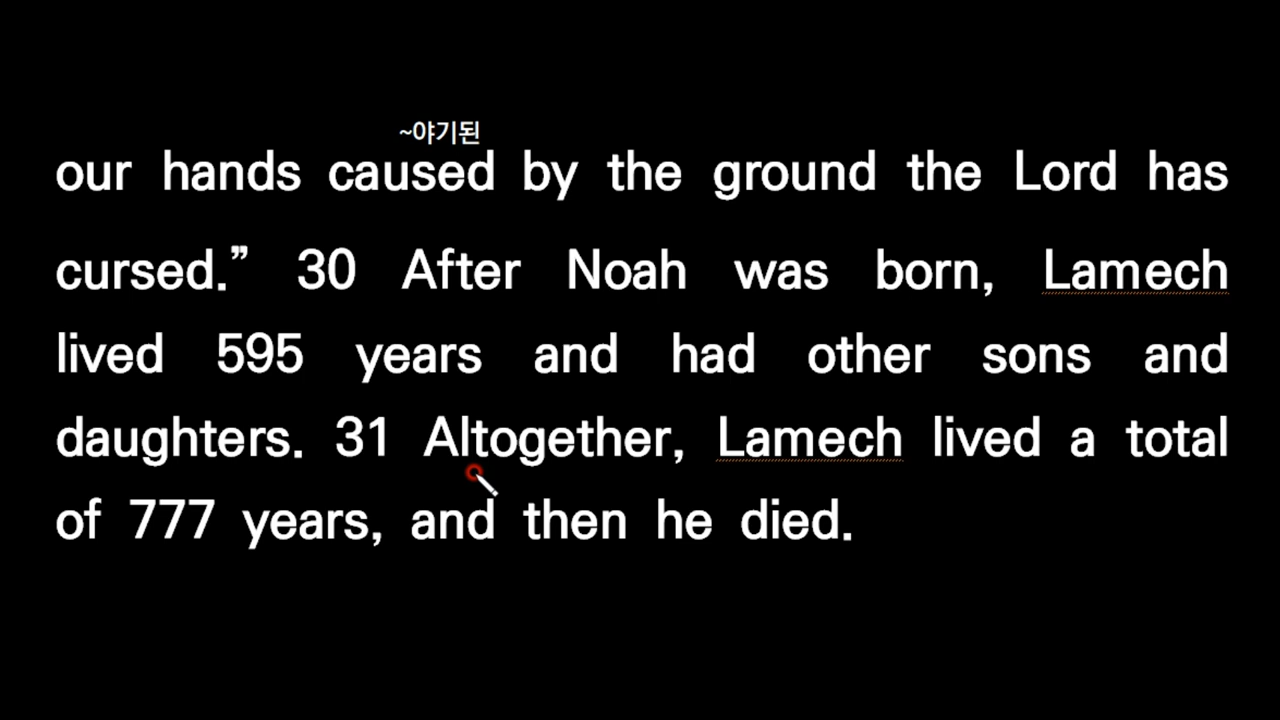 ~야기된
our hands caused by the ground the Lord has
cursed.” 30 After Noah was born, Lamech
lived 595 years and had other sons and
daughters. 31 Altogether, Lamech lived a total
of 777 years, and then he died.